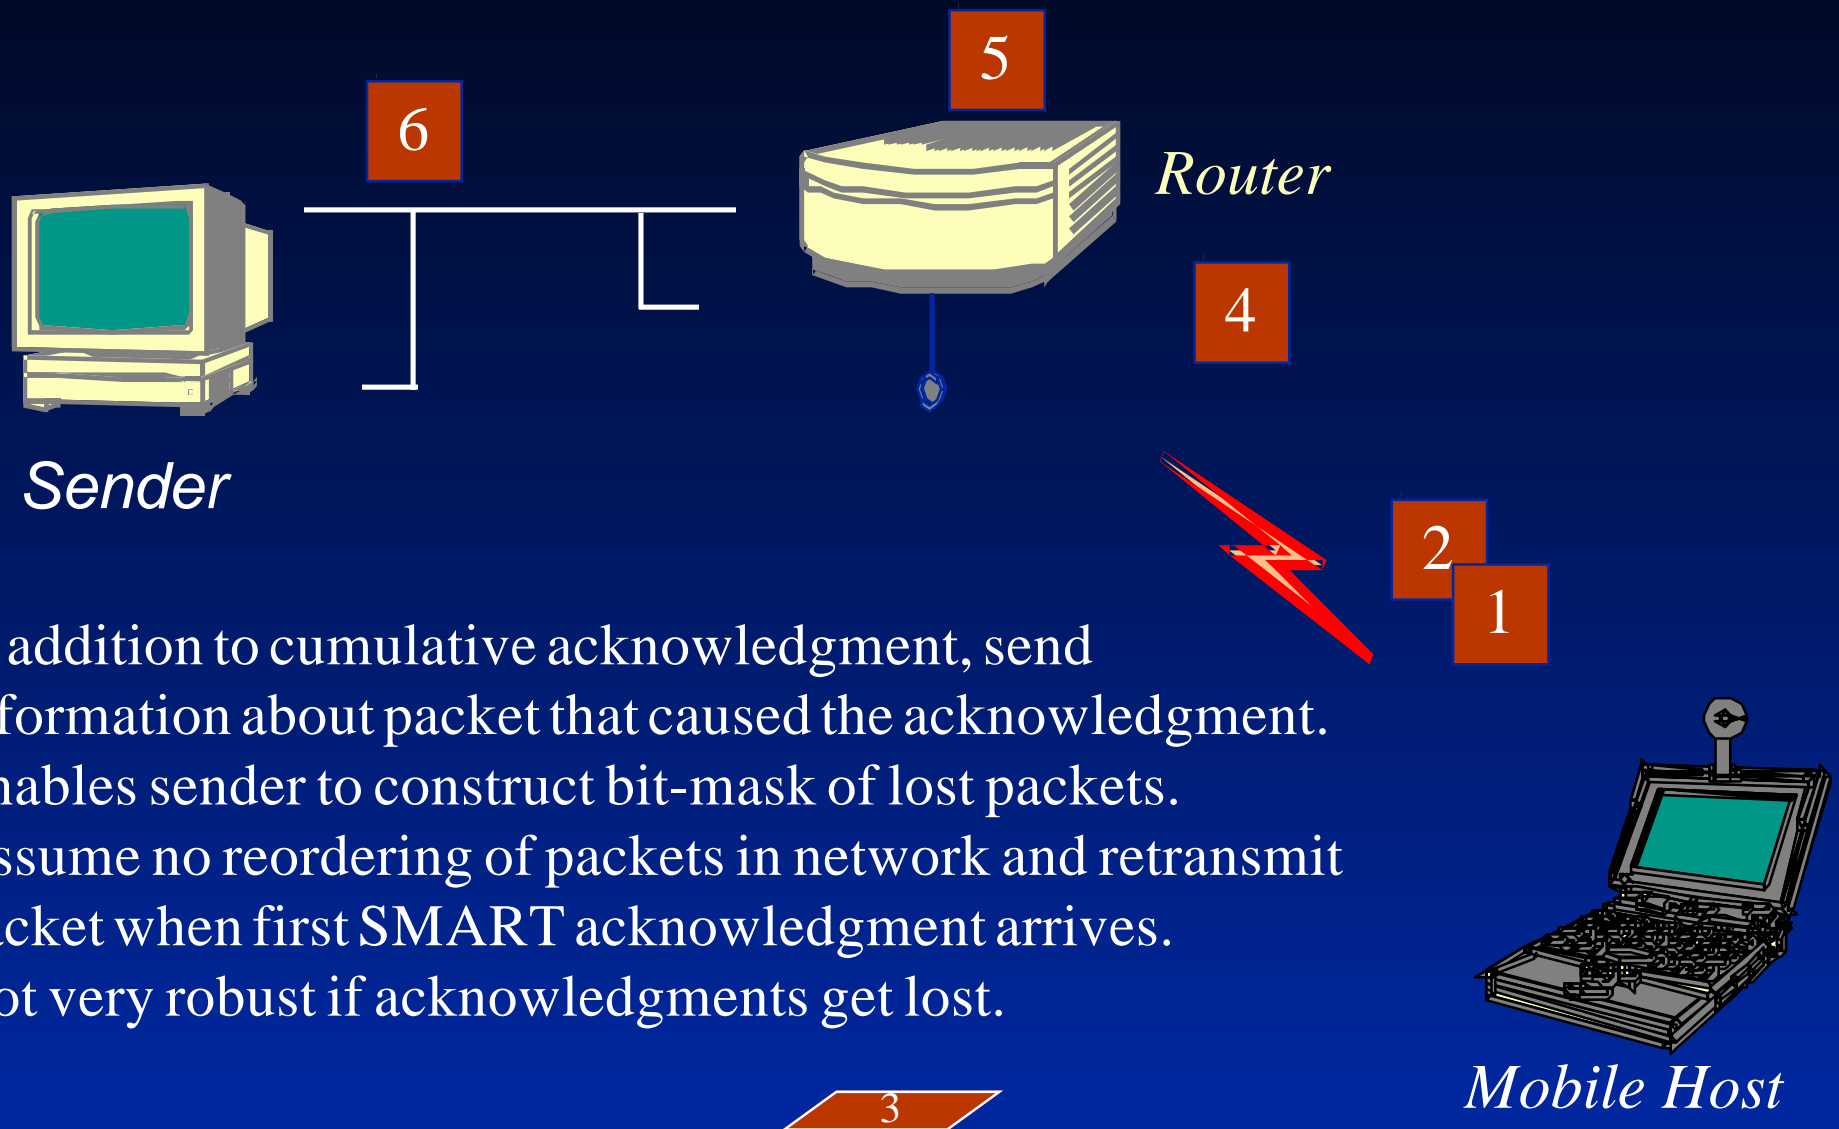 5
6
Router
4
Sender
2
1
addition to cumulative acknowledgment, send
formation about packet that caused the acknowledgment.
nables sender to construct bit-mask of lost packets.
ssume no reordering of packets in network and retransmit
acket when first SMART acknowledgment arrives.
ot very robust if acknowledgments get lost.
Mobile Host
3